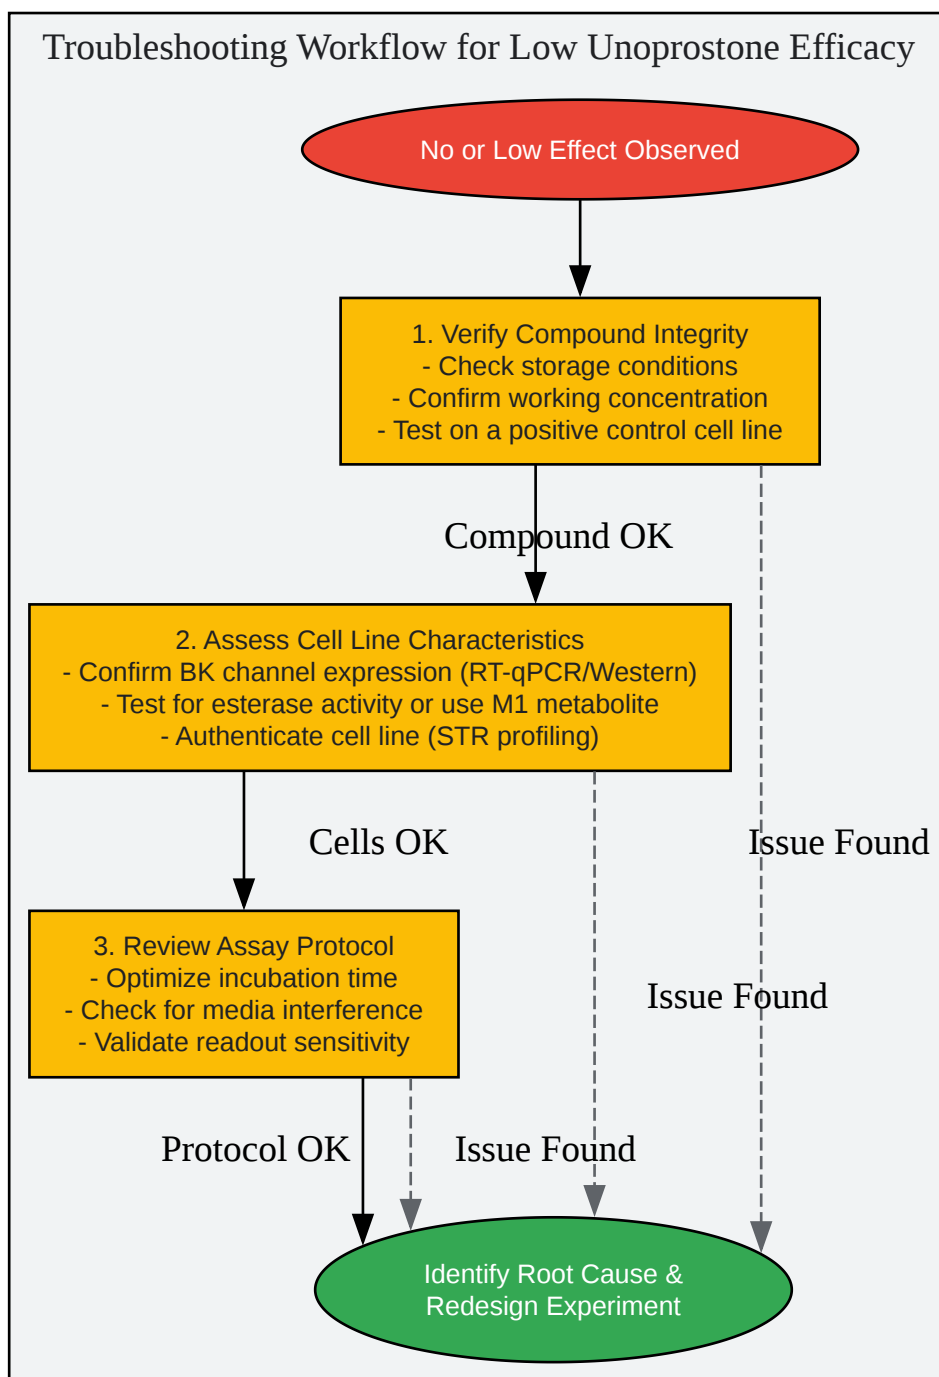 Troubleshooting Workflow for Low Unoprostone Efficacy
No or Low Effect Observed
1. Verify Compound Integrity
- Check storage conditions
- Confirm working concentration
- Test on a positive control cell line
Compound OK
2. Assess Cell Line Characteristics
- Confirm BK channel expression (RT-qPCR/Western)
- Test for esterase activity or use M1 metabolite
- Authenticate cell line (STR profiling)
Cells OK
Issue Found
3. Review Assay Protocol
- Optimize incubation time
- Check for media interference
- Validate readout sensitivity
Issue Found
Protocol OK
Issue Found
Identify Root Cause &
Redesign Experiment